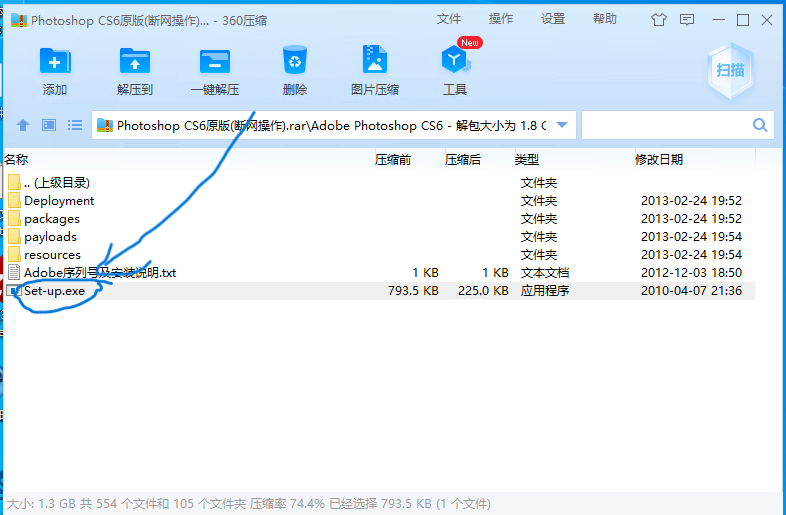 Photoshop CS6原版(断网操作)... - 360压缩 文件 操作 设置 帮助
New
添加 解压到 一键解压 删除 图片压缩 工具 扫描
Photoshop CS6原版(断网操作).rar\Adobe Photoshop CS6 - 解包大小为 1.8 G
名称 压缩前 压缩后 类型 修改日期
.. (上级目录) 文件夹
Deployment 文件夹 2013-02-24 19:52
packages 文件夹 2013-02-24 19:52
payloads 文件夹 2013-02-24 19:54
resources 文件夹 2013-02-24 19:54
Adobe序列号及安装说明.txt 1 KB 1 KB 文本文档 2012-12-03 18:50
Set-up.exe 793.5 KB 225.0 KB 应用程序 2010-04-07 21:36
大小: 1.3 GB 共 554 个文件和 105 个文件夹 压缩率 74.4% 已经选择 793.5 KB (1 个文件)